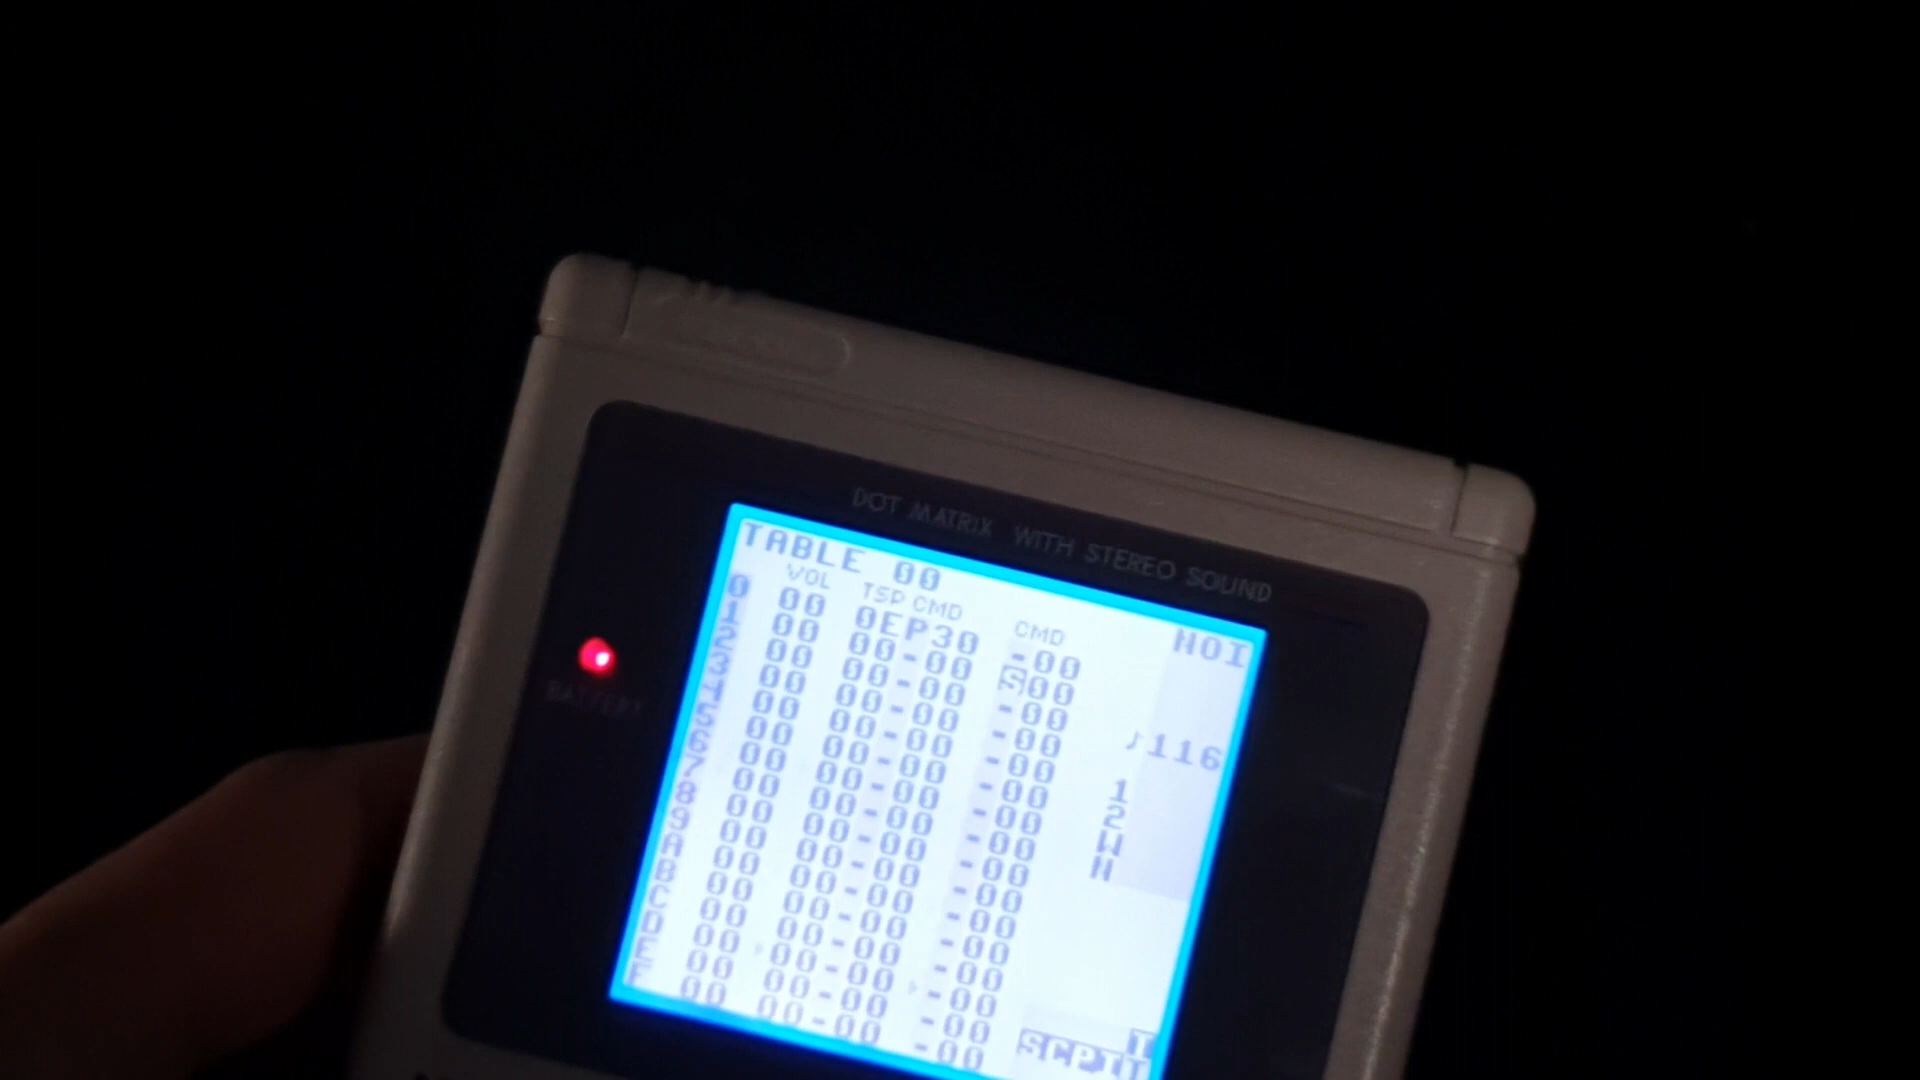 DOT MATRIX WITH STEREO SOUND
BATTERY
TABLE 00
VOL TSP CMD CMD NOI
0 00 0EP30 -00
1 00 00-00 S00
2 00 00-00 -00
3 00 00-00 -00
4 00 00-00 -00
5 00 00-00 -00
6 00 00-00 -00
7 00 00-00 -00
8 00 00-00 -00
9 00 00-00 -00
A 00 00-00 -00
B 00 00-00 -00
C 00 00-00 -00
D 00 00-00 -00
E 00 00-00 -00
F 00 00-00 -00
♪116
1
2
W
N
T